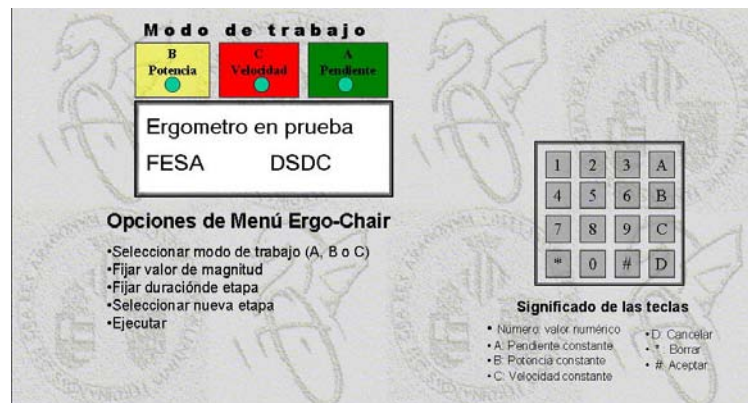 Modo de trabajo
B C A
Potencia Velocidad Pendiente
Ergometro en prueba
FESA DSDC
Opciones de Menú Ergo-Chair
•Seleccionar modo de trabajo (A, B o C)
•Fijar valor de magnitud
•Fijar duraciónde etapa
•Seleccionar nueva etapa
•Ejecutar
1 2 3 A
4 5 6 B
7 8 9 C
* 0 # D
Significado de las teclas
• Número: valor numérico
• A: Pendiente constante
• B: Potencia constante
• C: Velocidad constante
•D: Cancelar
• *: Borrar
• #: Aceptar